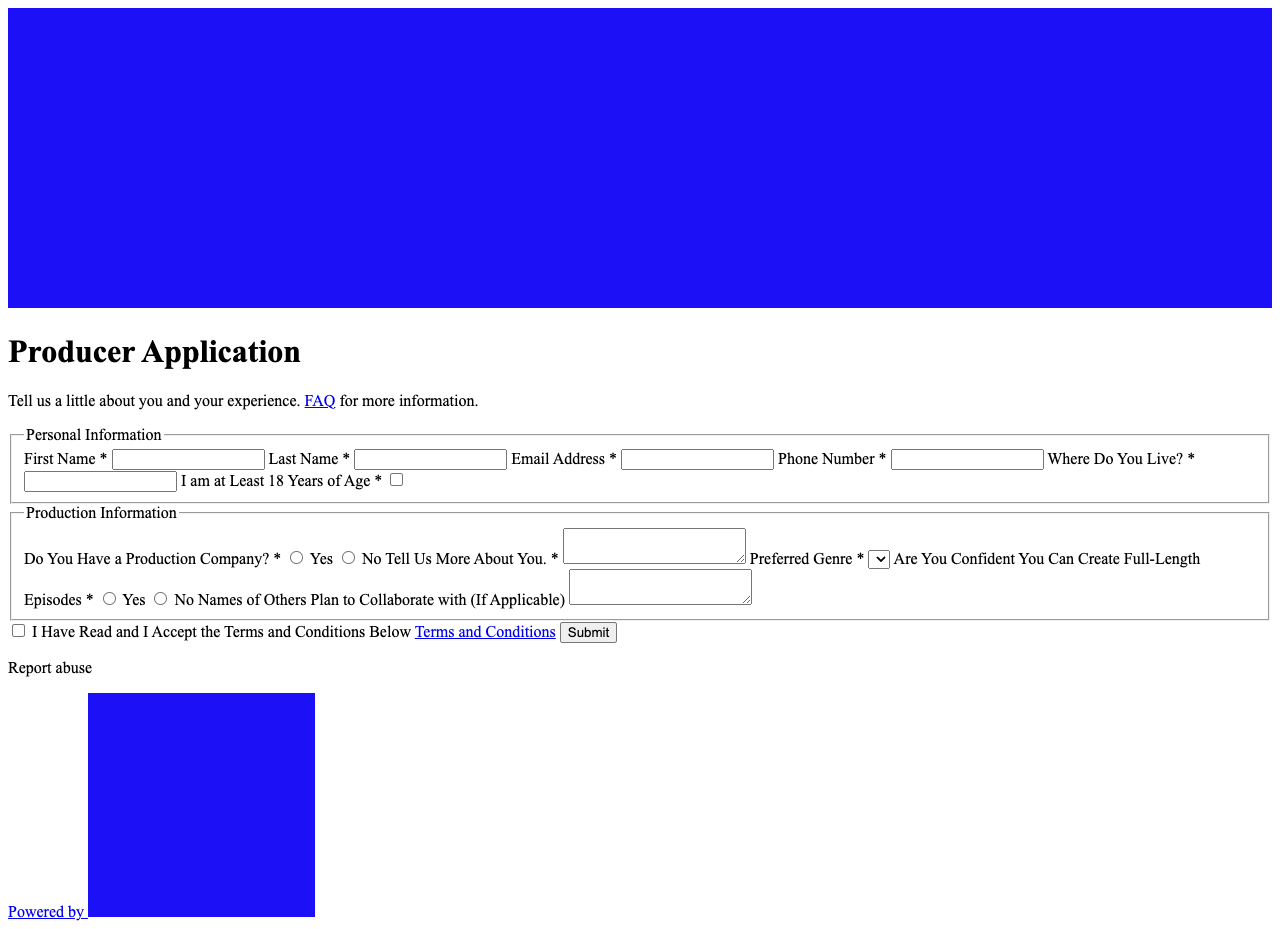 Producer Application
Tell us a little about you and your experience. FAQ for more information.
Personal Information
First Name * Last Name * Email Address * Phone Number * Where Do You Live? *
I am at Least 18 Years of Age *
Production Information
Do You Have a Production Company? * Yes No Tell Us More About You. * Preferred Genre * Are You Confident You Can Create Full-Length
Episodes * Yes No Names of Others Plan to Collaborate with (If Applicable)
I Have Read and I Accept the Terms and Conditions Below Terms and Conditions Submit
Report abuse
Powered by